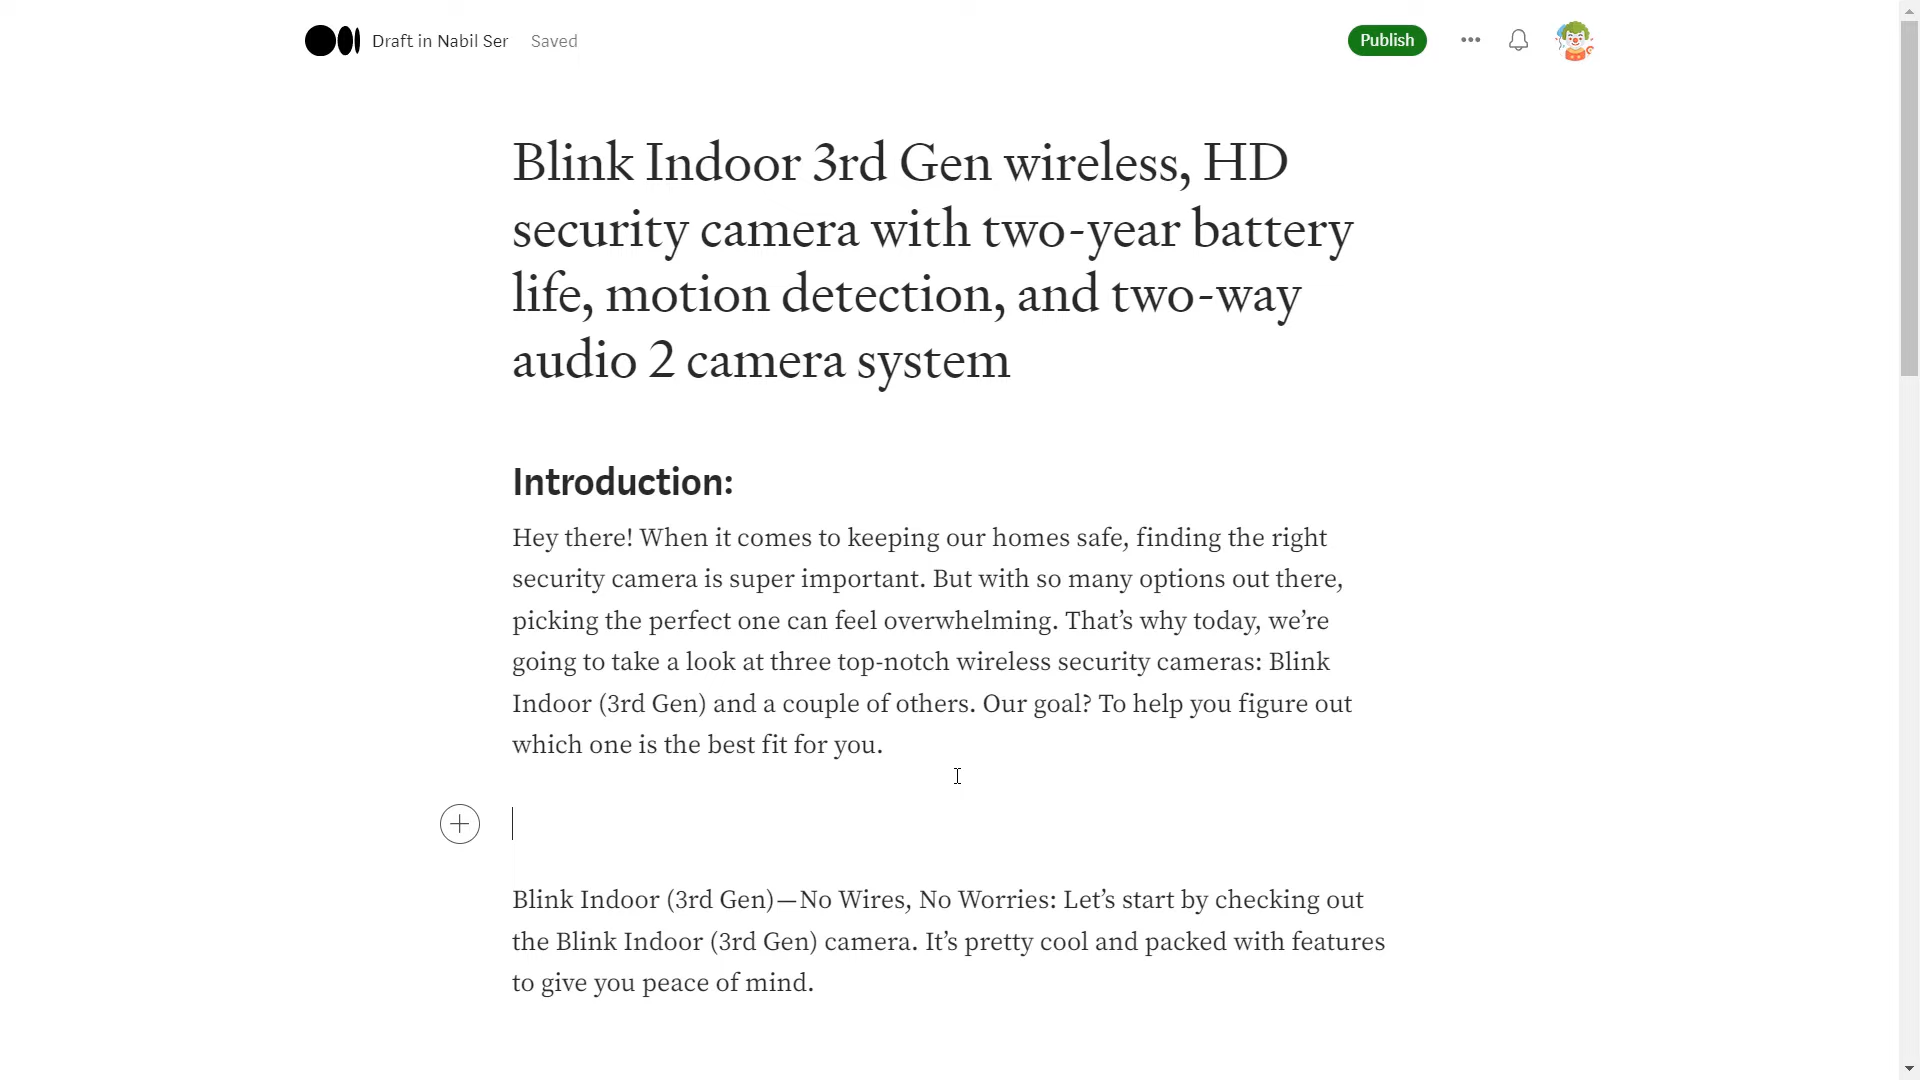 Draft in Nabil Ser
Saved
Publish
Blink Indoor 3rd Gen wireless, HD
security camera with two-year battery
life, motion detection, and two-way
audio 2 camera system
Introduction:
Hey there! When it comes to keeping our homes safe, finding the right
security camera is super important. But with so many options out there,
picking the perfect one can feel overwhelming. That’s why today, we’re
going to take a look at three top-notch wireless security cameras: Blink
Indoor (3rd Gen) and a couple of others. Our goal? To help you figure out
which one is the best fit for you.
Blink Indoor (3rd Gen)—No Wires, No Worries: Let’s start by checking out
the Blink Indoor (3rd Gen) camera. It’s pretty cool and packed with features
to give you peace of mind.